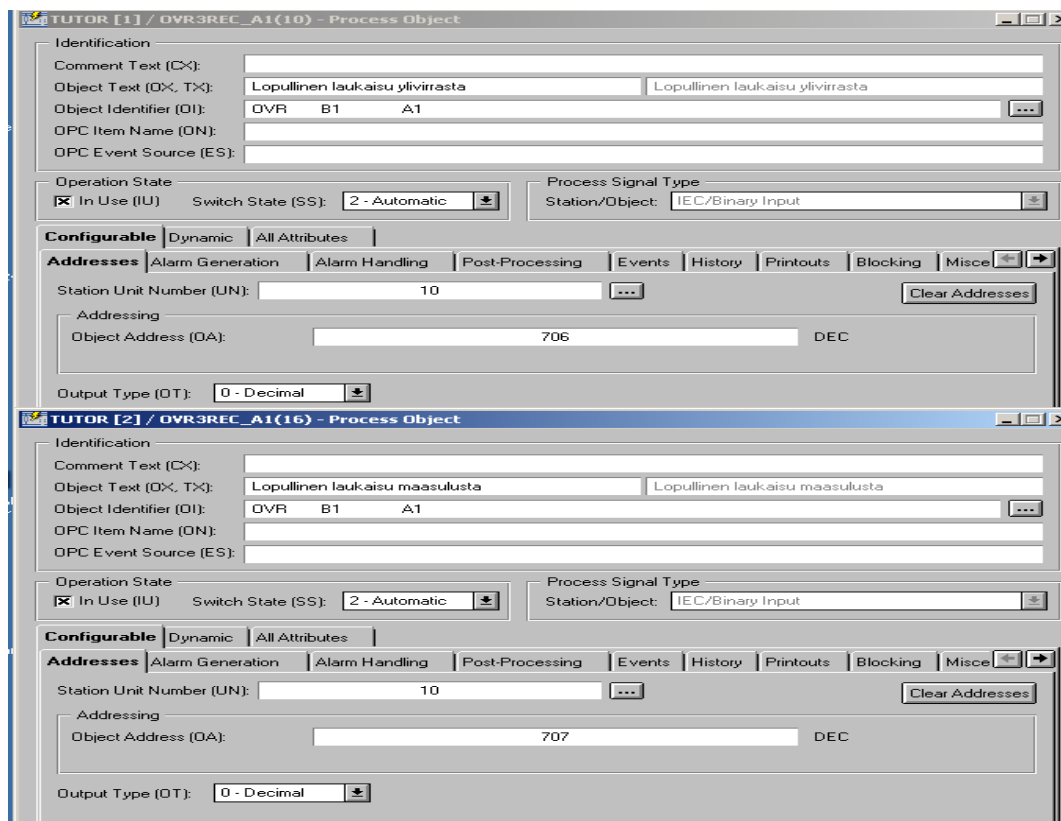 TUTOR [1] / OVR3REC_A1(10) - Process Object
Identification
Comment Text (CX):
Object Text (OX, TX): Lopullinen laukaisu ylivirrasta Lopullinen laukaisu ylivirrasta
Object Identifier (OI): OVR B1 A1 ...
OPC Item Name (ON):
OPC Event Source (ES):
Operation State Process Signal Type
In Use (IU) Switch State (SS): 2 - Automatic Station/Object: IEC/Binary Input
Configurable Dynamic All Attributes
Addresses Alarm Generation Alarm Handling Post-Processing Events History Printouts Blocking Misce
Station Unit Number (UN): 10 ... Clear Addresses
Addressing
Object Address (OA): 706 DEC
Output Type (OT): 0 - Decimal
TUTOR [2] / OVR3REC_A1(16) - Process Object
Identification
Comment Text (CX):
Object Text (OX, TX): Lopullinen laukaisu maasulusta Lopullinen laukaisu maasulusta
Object Identifier (OI): OVR B1 A1 ...
OPC Item Name (ON):
OPC Event Source (ES):
Operation State Process Signal Type
In Use (IU) Switch State (SS): 2 - Automatic Station/Object: IEC/Binary Input
Configurable Dynamic All Attributes
Addresses Alarm Generation Alarm Handling Post-Processing Events History Printouts Blocking Misce
Station Unit Number (UN): 10 ... Clear Addresses
Addressing
Object Address (OA): 707 DEC
Output Type (OT): 0 - Decimal